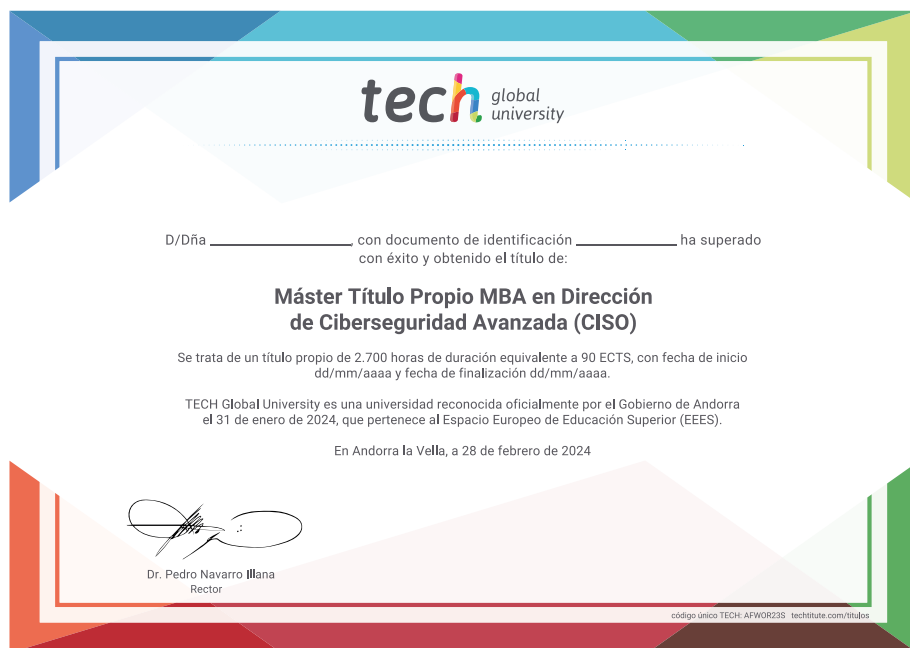 tech global university
D/Dña ____________________, con documento de identificación ______________ ha superado
con éxito y obtenido el título de:
Máster Título Propio MBA en Dirección
de Ciberseguridad Avanzada (CISO)
Se trata de un título propio de 2.700 horas de duración equivalente a 90 ECTS, con fecha de inicio
dd/mm/aaaa y fecha de finalización dd/mm/aaaa.
TECH Global University es una universidad reconocida oficialmente por el Gobierno de Andorra
el 31 de enero de 2024, que pertenece al Espacio Europeo de Educación Superior (EEES).
En Andorra la Vella, a 28 de febrero de 2024
Dr. Pedro Navarro Illana
Rector
código único TECH: AFWOR23S techtitute.com/titulos